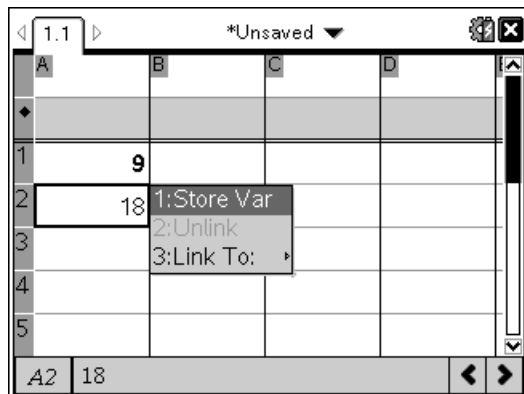 1.1 *Unsaved
A B C D E
1 9
2 18 1:Store Var
2:Unlink
3 3:Link To:
4
5
A2 18